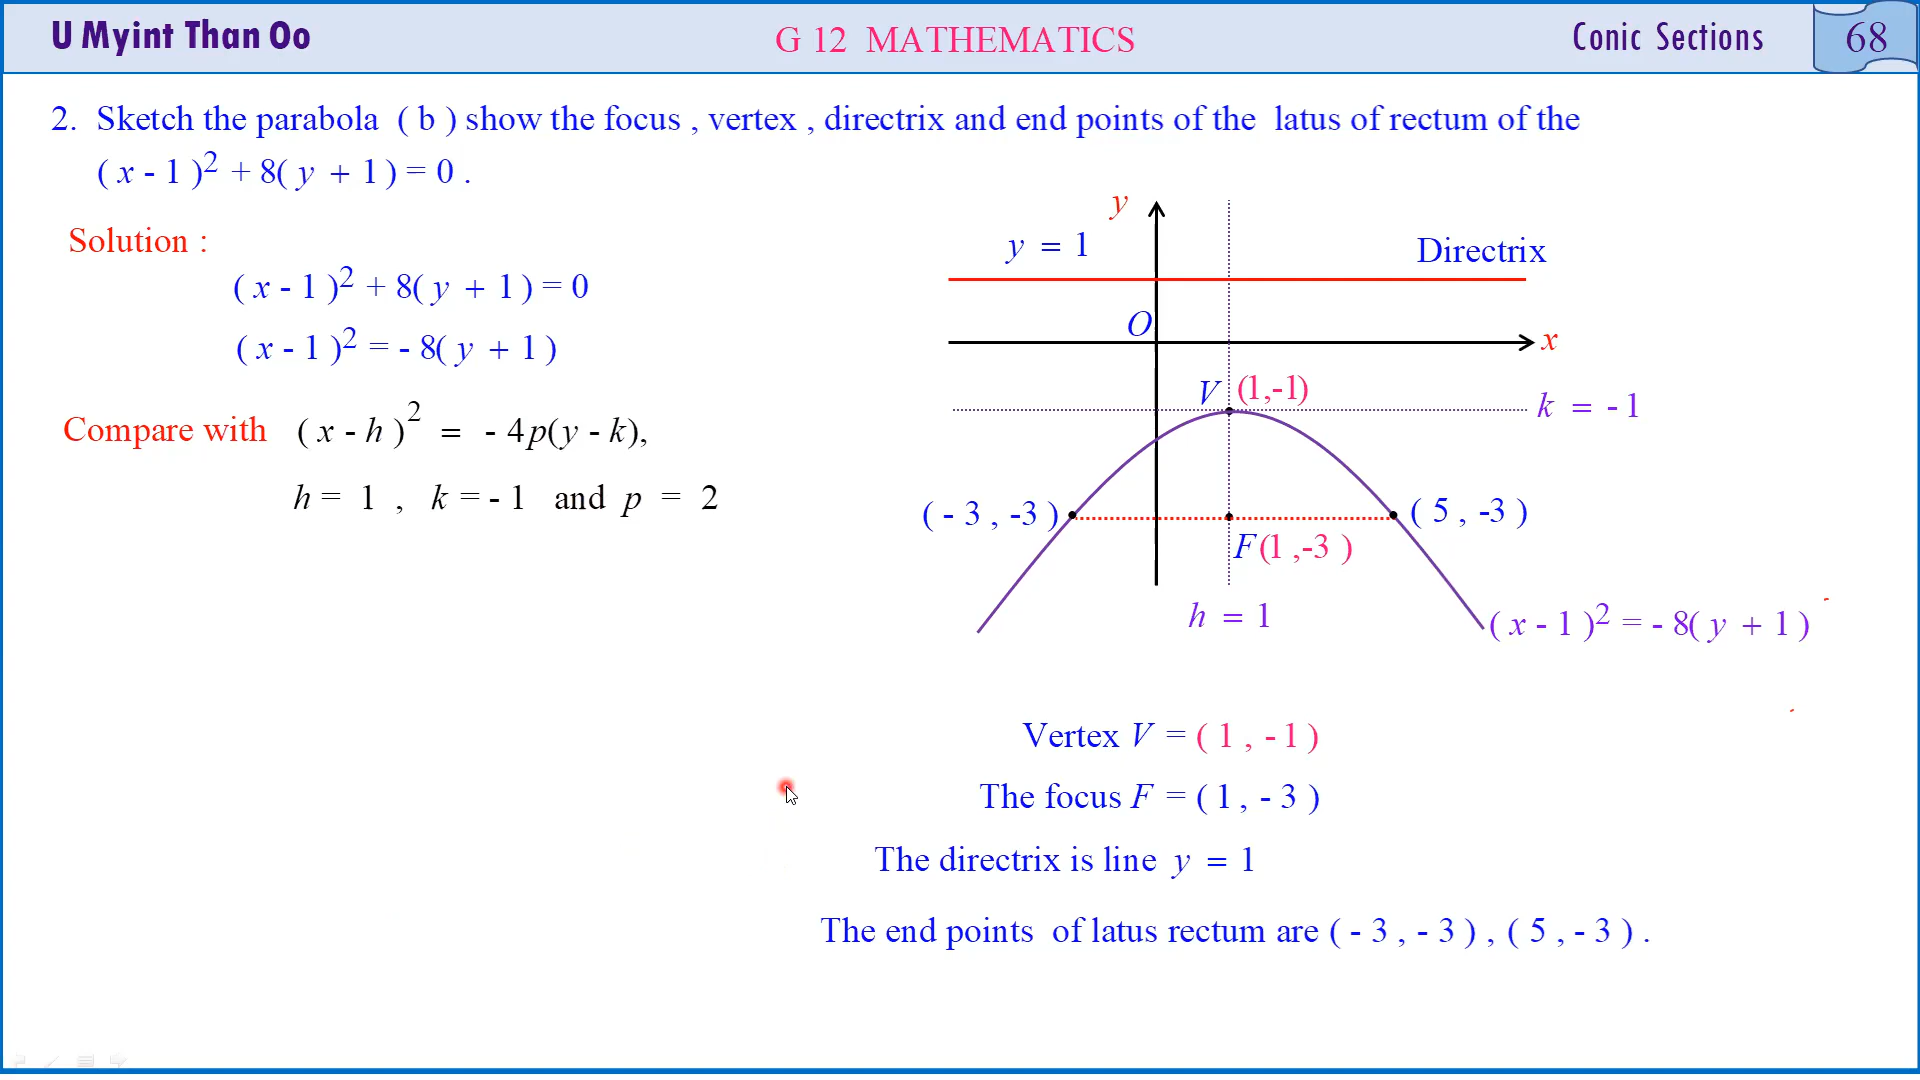 U Myint Than Oo
G 12 MATHEMATICS
Conic Sections
68
2. Sketch the parabola ( b ) show the focus , vertex , directrix and end points of the latus of rectum of the
( x - 1 )² + 8( y + 1 ) = 0 .
Solution :
( x - 1 )² + 8( y + 1 ) = 0
( x - 1 )² = - 8( y + 1 )
Compare with ( x - h )² = - 4p(y - k),
h = 1 , k = - 1 and p = 2
y
y = 1
Directrix
O
x
V (1,-1)
k = - 1
( - 3 , -3 )
( 5 , -3 )
F(1 ,-3 )
h = 1
( x - 1 )² = - 8( y + 1 )
Vertex V = ( 1 , - 1 )
The focus F = ( 1 , - 3 )
The directrix is line y = 1
The end points of latus rectum are ( - 3 , - 3 ) , ( 5 , - 3 ) .